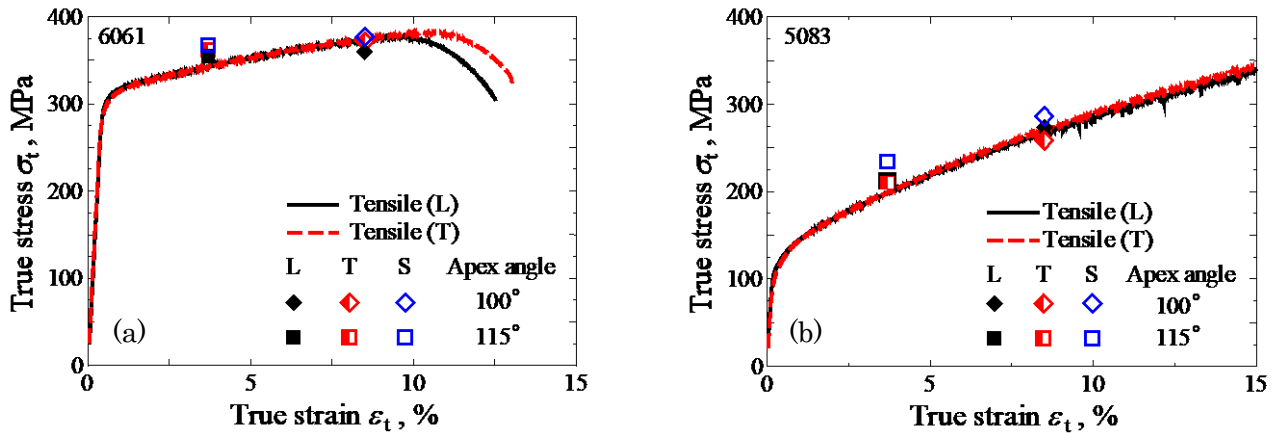 6061
True stress σt, MPa
400
300
200
100
0
Tensile (L)
Tensile (T)
L T S Apex angle
100°
115°
(a)
0 5 10 15
True strain εt , %
5083
True stress σt, MPa
400
300
200
100
0
Tensile (L)
Tensile (T)
L T S Apex angle
100°
115°
(b)
0 5 10 15
True strain εt , %